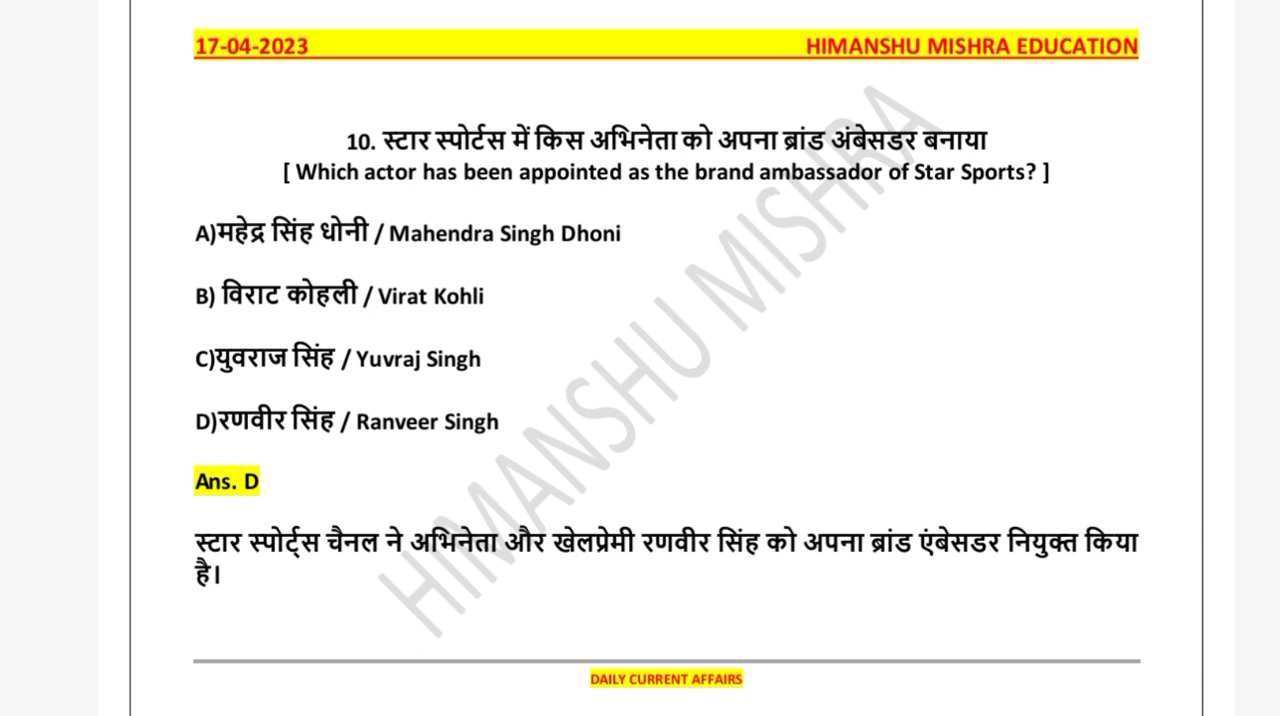 17-04-2023 HIMANSHU MISHRA EDUCATION
10. स्टार स्पोर्टस में किस अभिनेता को अपना ब्रांड अंबेसडर बनाया
[ Which actor has been appointed as the brand ambassador of Star Sports? ]
A)महेद्र सिंह धोनी / Mahendra Singh Dhoni
B) विराट कोहली / Virat Kohli
C)युवराज सिंह / Yuvraj Singh
D)रणवीर सिंह / Ranveer Singh
Ans. D
स्टार स्पोर्ट्स चैनल ने अभिनेता और खेलप्रेमी रणवीर सिंह को अपना ब्रांड एंबेसडर नियुक्त किया
है।
HIMANSHU MISHRA
DAILY CURRENT AFFAIRS